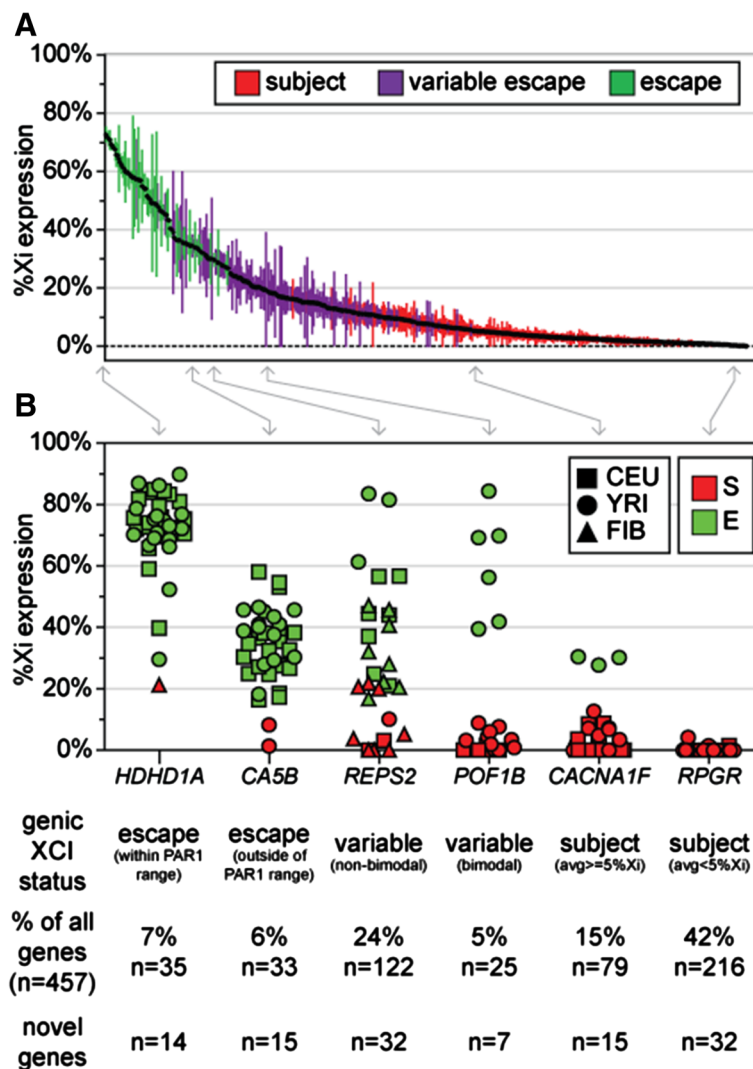 A
100%
80%
60%
40%
20%
0%
%Xi expression
subject
variable escape
escape
B
100%
80%
60%
40%
20%
0%
%Xi expression
CEU
YRI
FIB
S
E
HDHD1A CA5B REPS2 POF1B CACNA1F RPGR
genic
XCI
status
escape
(within PAR1
range)
escape
(outside of
PAR1 range)
variable
(non-bimodal)
variable
(bimodal)
subject
(avg>=5%Xi)
subject
(avg<5%Xi)
% of all
genes
(n=457)
7% 6% 24% 5% 15% 42%
n=35 n=33 n=122 n=25 n=79 n=216
novel
genes
n=14 n=15 n=32 n=7 n=15 n=32